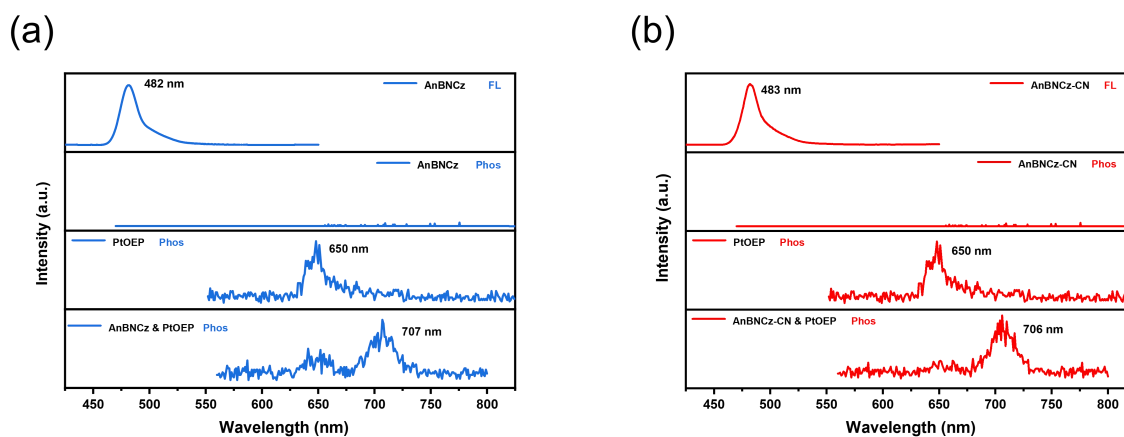 (a)
482 nm
AnBNCz FL
AnBNCz Phos
PtOEP Phos
650 nm
AnBNCz & PtOEP Phos
707 nm
Intensity (a.u.)
450 500 550 600 650 700 750 800
Wavelength (nm)
(b)
483 nm
AnBNCz-CN FL
AnBNCz-CN Phos
PtOEP Phos
650 nm
AnBNCz-CN & PtOEP Phos
706 nm
Intensity (a.u.)
450 500 550 600 650 700 750 800
Wavelength (nm)